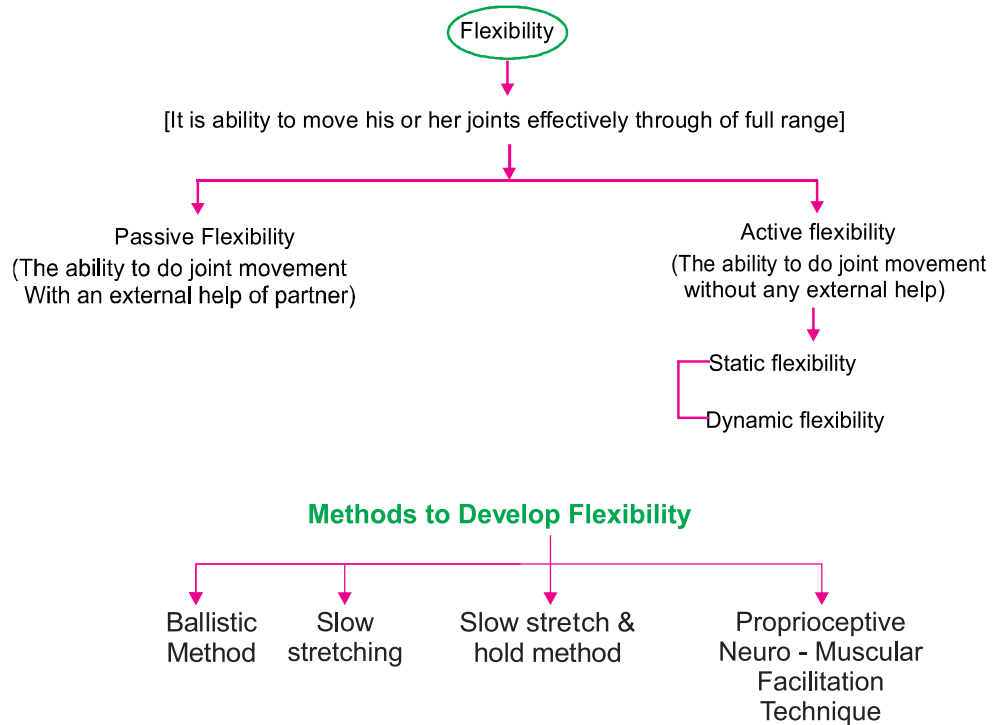 Flexibility
[It is ability to move his or her joints effectively through of full range]
Passive Flexibility
(The ability to do joint movement
With an external help of partner)
Active flexibility
(The ability to do joint movement
without any external help)
Static flexibility
Dynamic flexibility
Methods to Develop Flexibility
Ballistic
Method
Slow
stretching
Slow stretch &
hold method
Proprioceptive
Neuro - Muscular
Facilitation
Technique